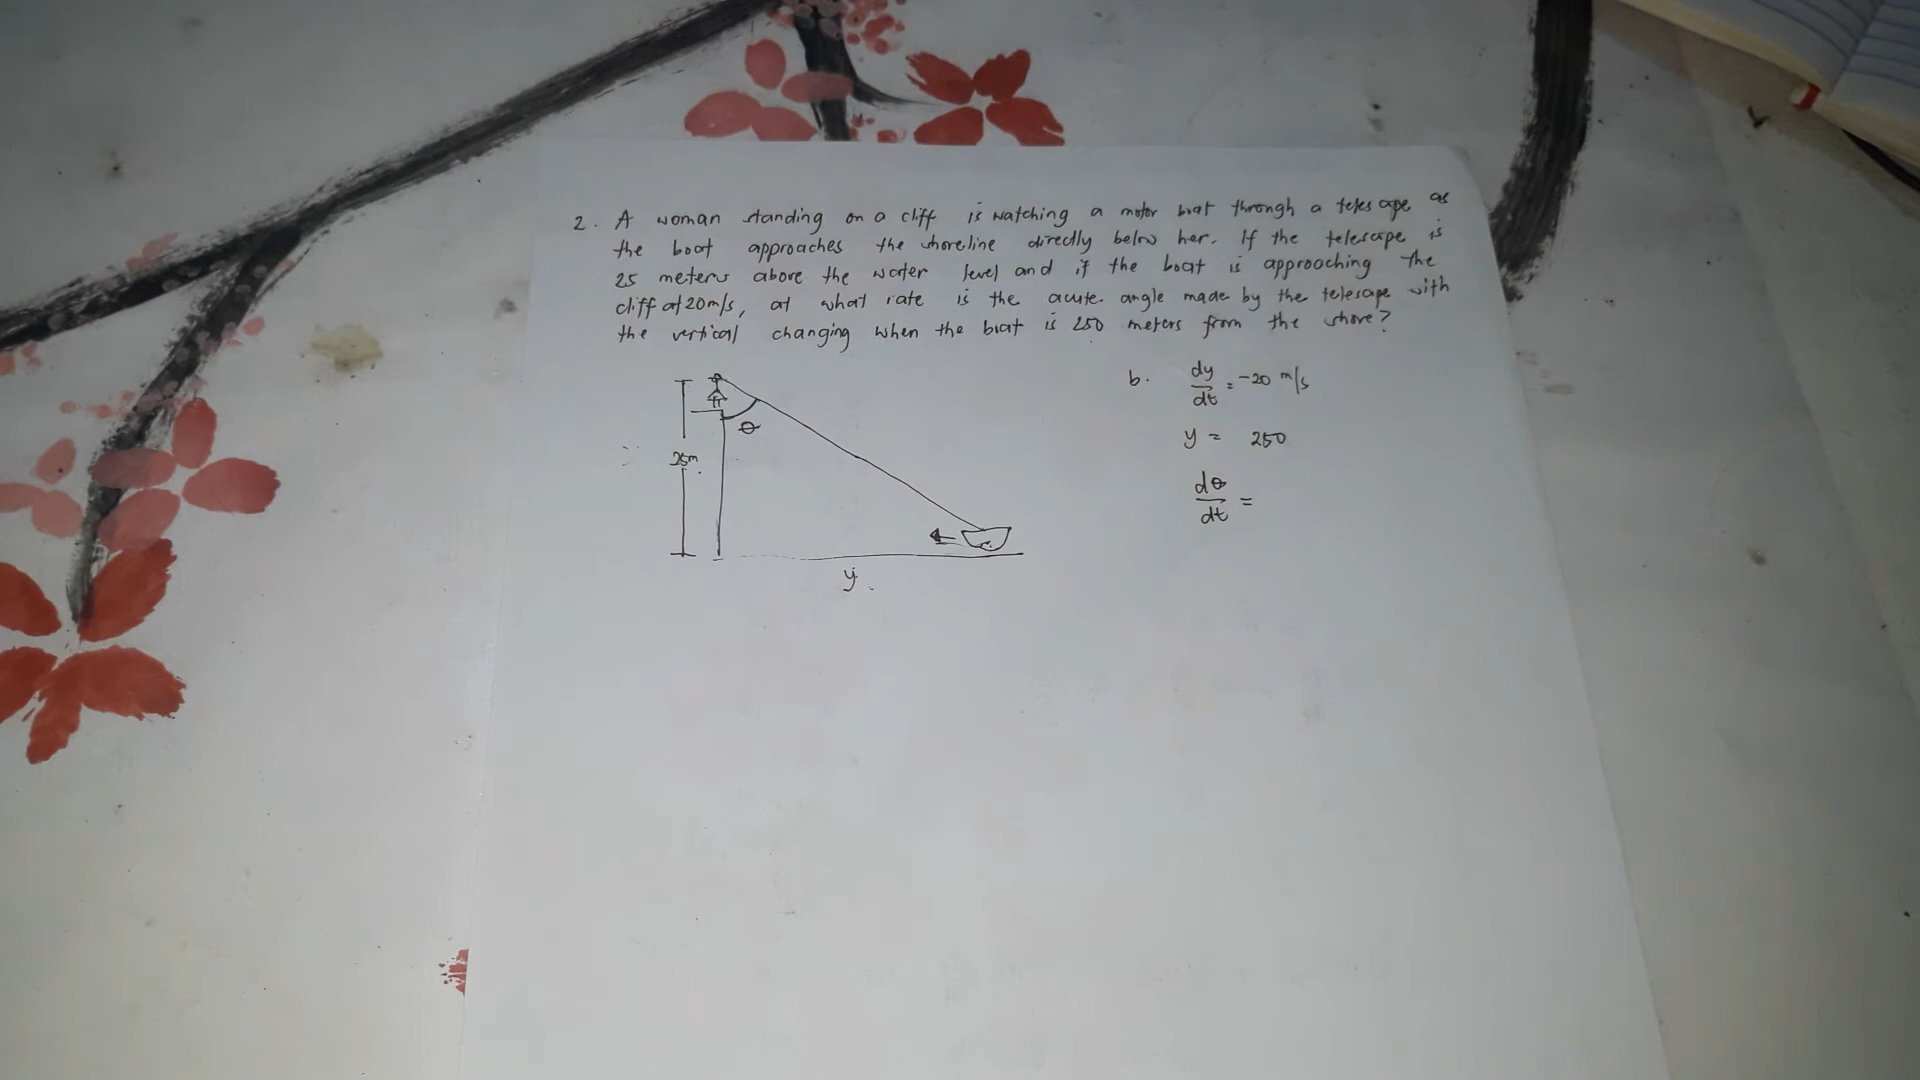 2. A woman standing on a cliff is watching a motor boat through a telescope as
the boat approaches the shoreline directly below her. If the telescope is
25 meters above the water level and if the boat is approaching the
cliff at 20m/s, at what rate is the acute angle made by the telescope with
the vertical changing when the boat is 250 meters from the shore?
b. dy/dt = -20 m/s
y = 250
dθ/dt =
θ
25m
y